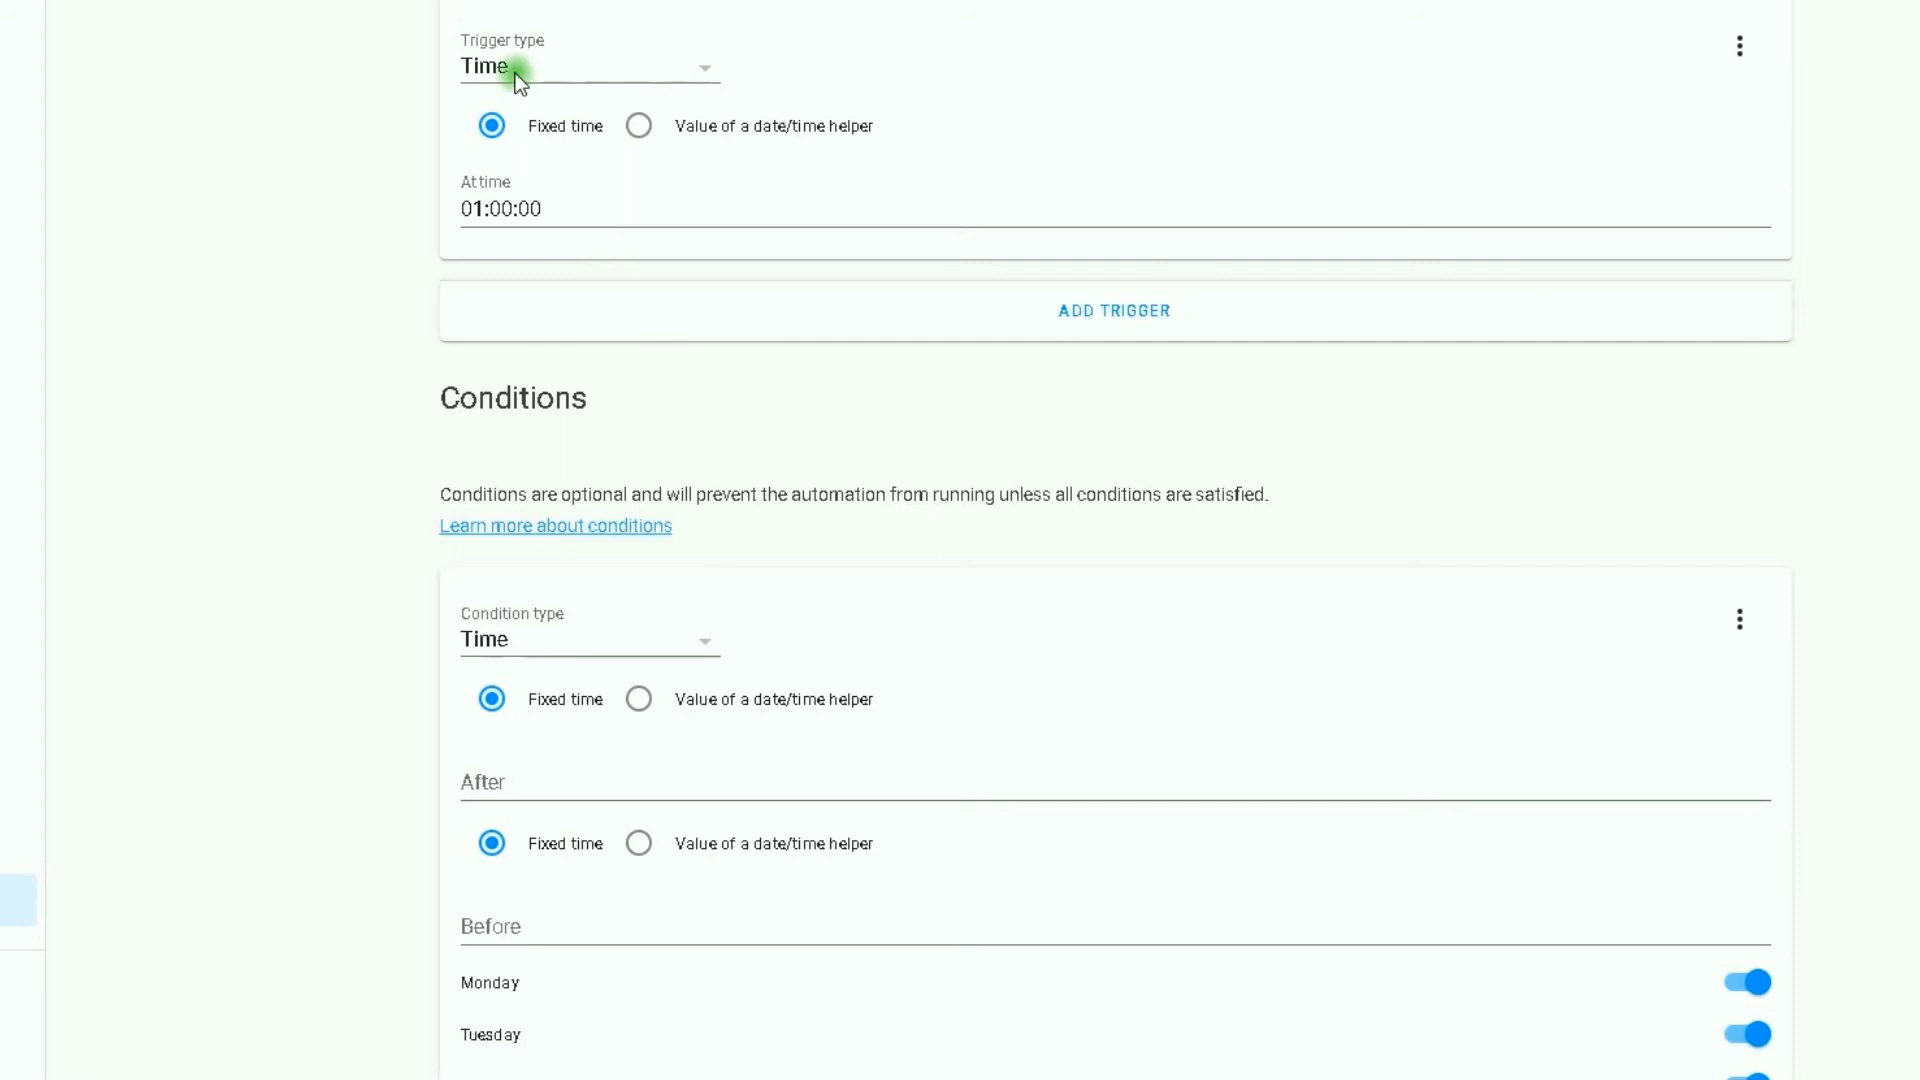 Trigger type
Time
Fixed time
Value of a date/time helper
At time
01:00:00
ADD TRIGGER
Conditions
Conditions are optional and will prevent the automation from running unless all conditions are satisfied.
Learn more about conditions
Condition type
Time
Fixed time
Value of a date/time helper
After
Fixed time
Value of a date/time helper
Before
Monday
Tuesday